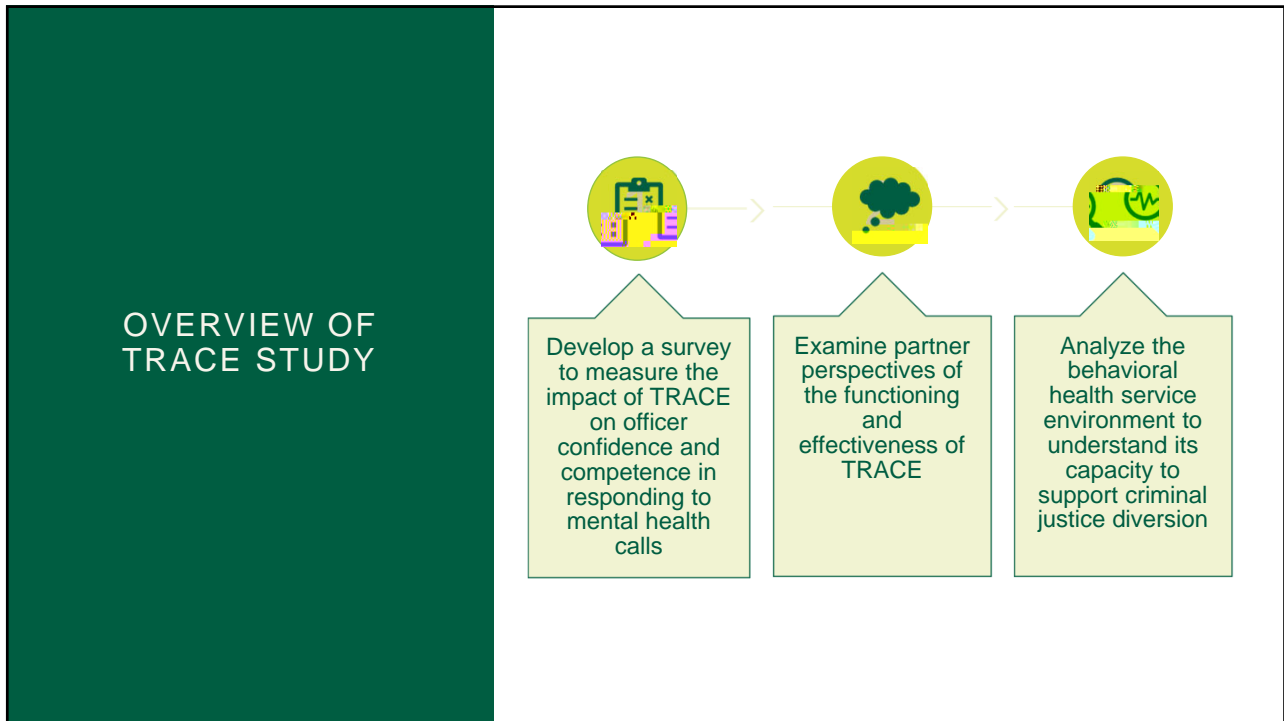 OVERVIEW OF
TRACE STUDY
Develop a survey
to measure the
impact of TRACE
on officer
confidence and
competence in
responding to
mental health
calls
Examine partner
perspectives of
the functioning
and
effectiveness of
TRACE
Analyze the
behavioral
health service
environment to
understand its
capacity to
support criminal
justice diversion